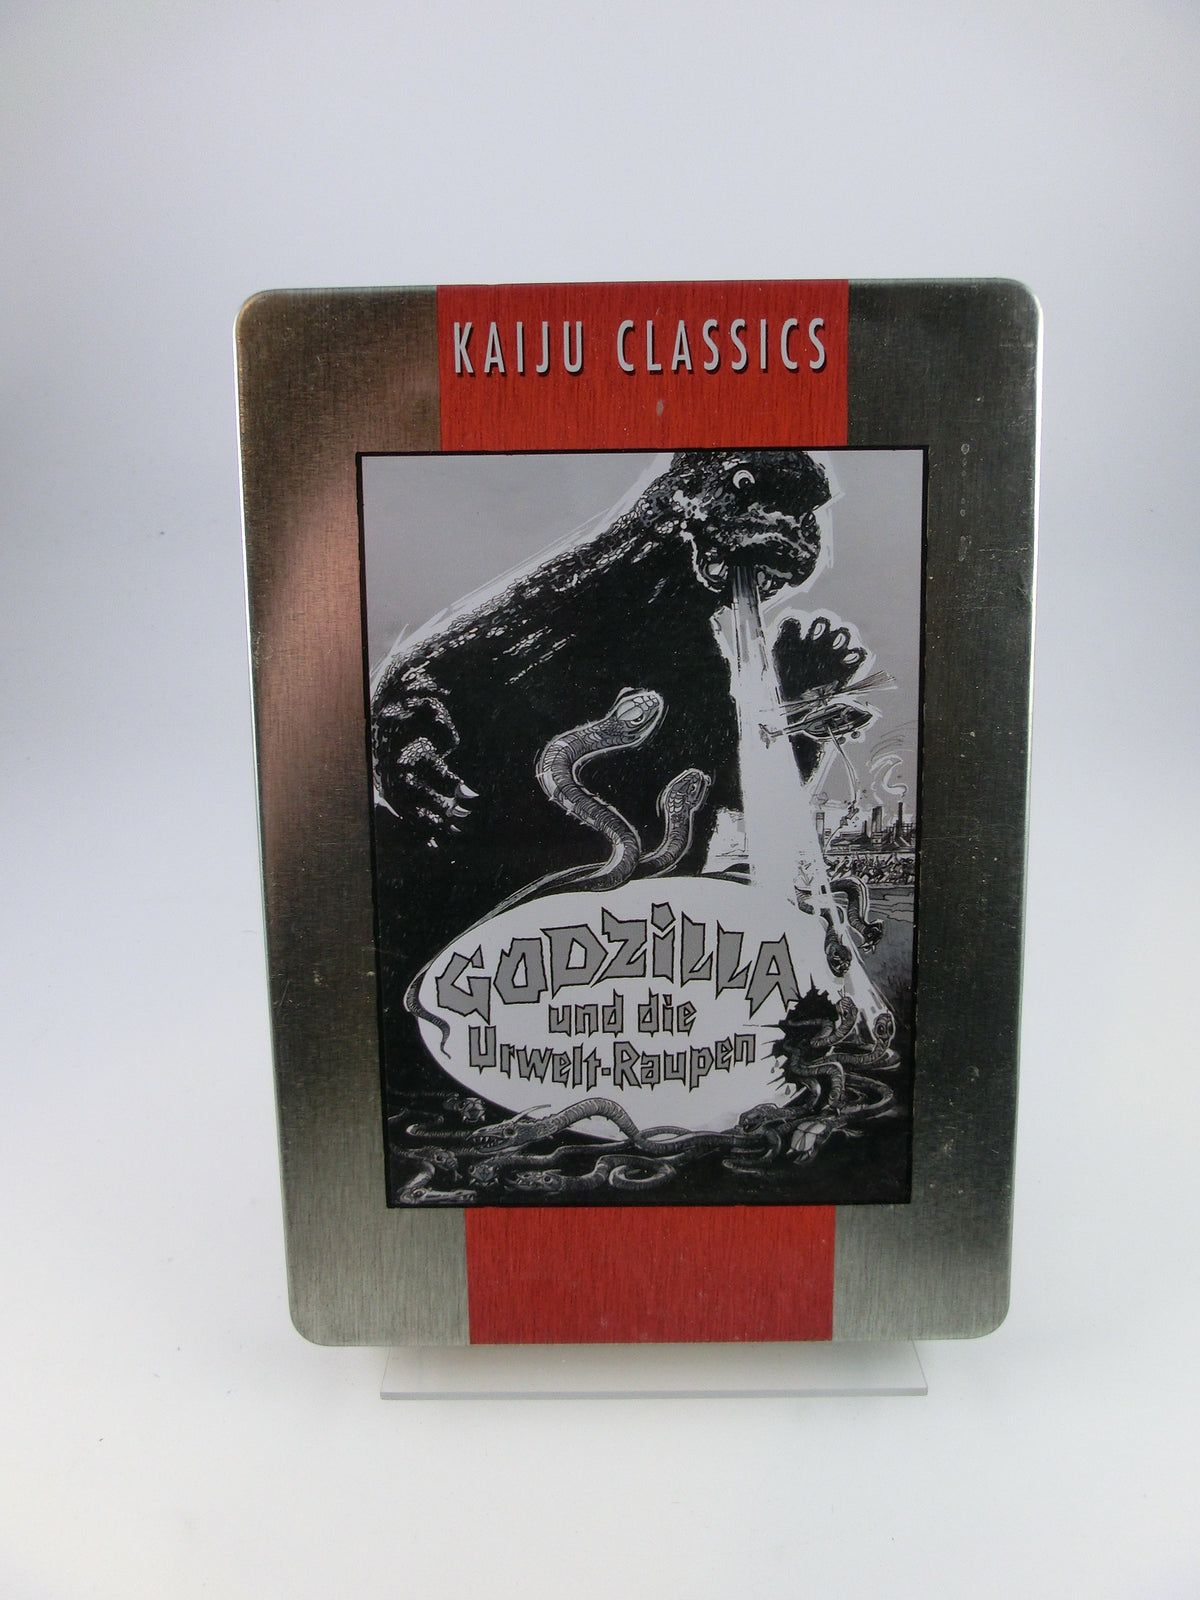 KAIJU CLASSICS
GODZiLLA
und die
Urwelt-Raupen